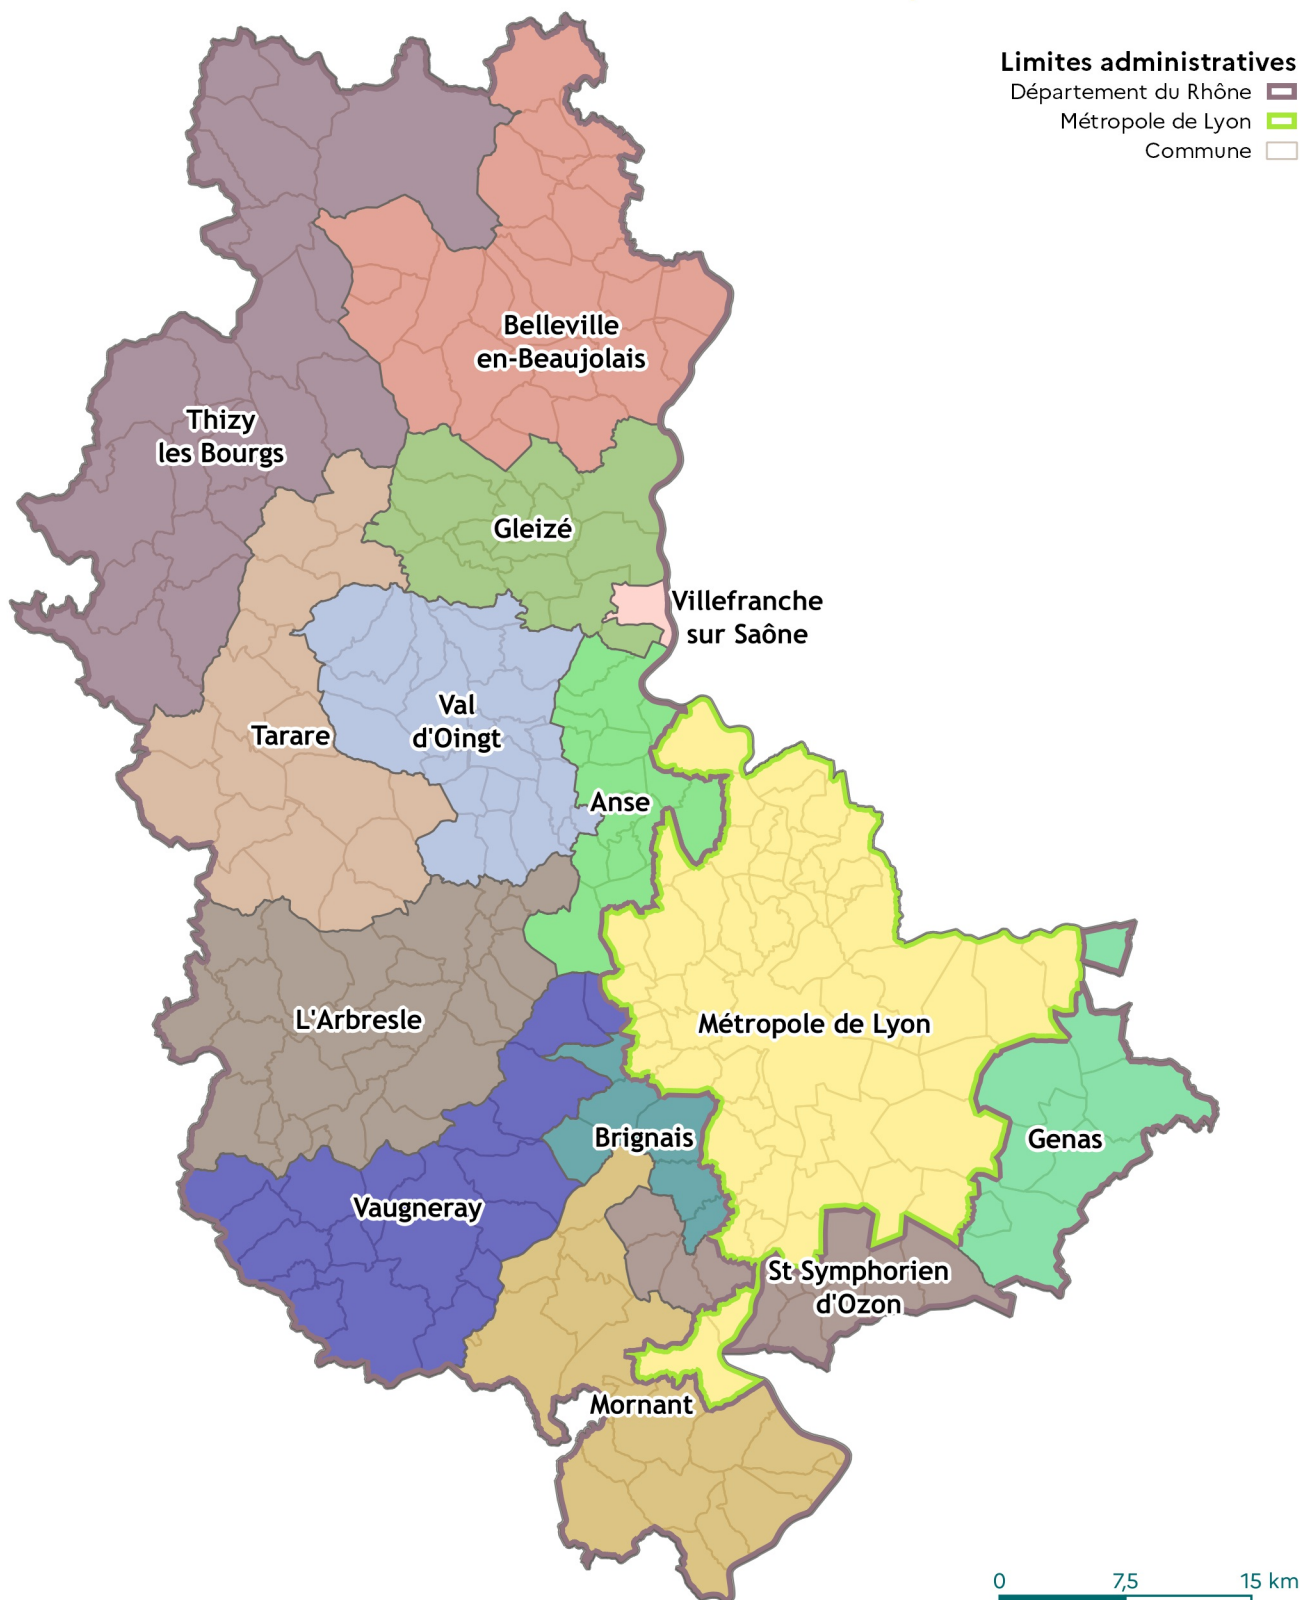 Limites administratives
Département du Rhône
Métropole de Lyon
Commune
Belleville
en-Beaujolais
Thizy
les Bourgs
Gleizé
Villefranche
sur Saône
Val
d'Oingt
Tarare
Anse
L'Arbresle
Métropole de Lyon
Brignais
Genas
Vaugneray
St Symphorien
d'Ozon
Mornant
0 7,5 15 km